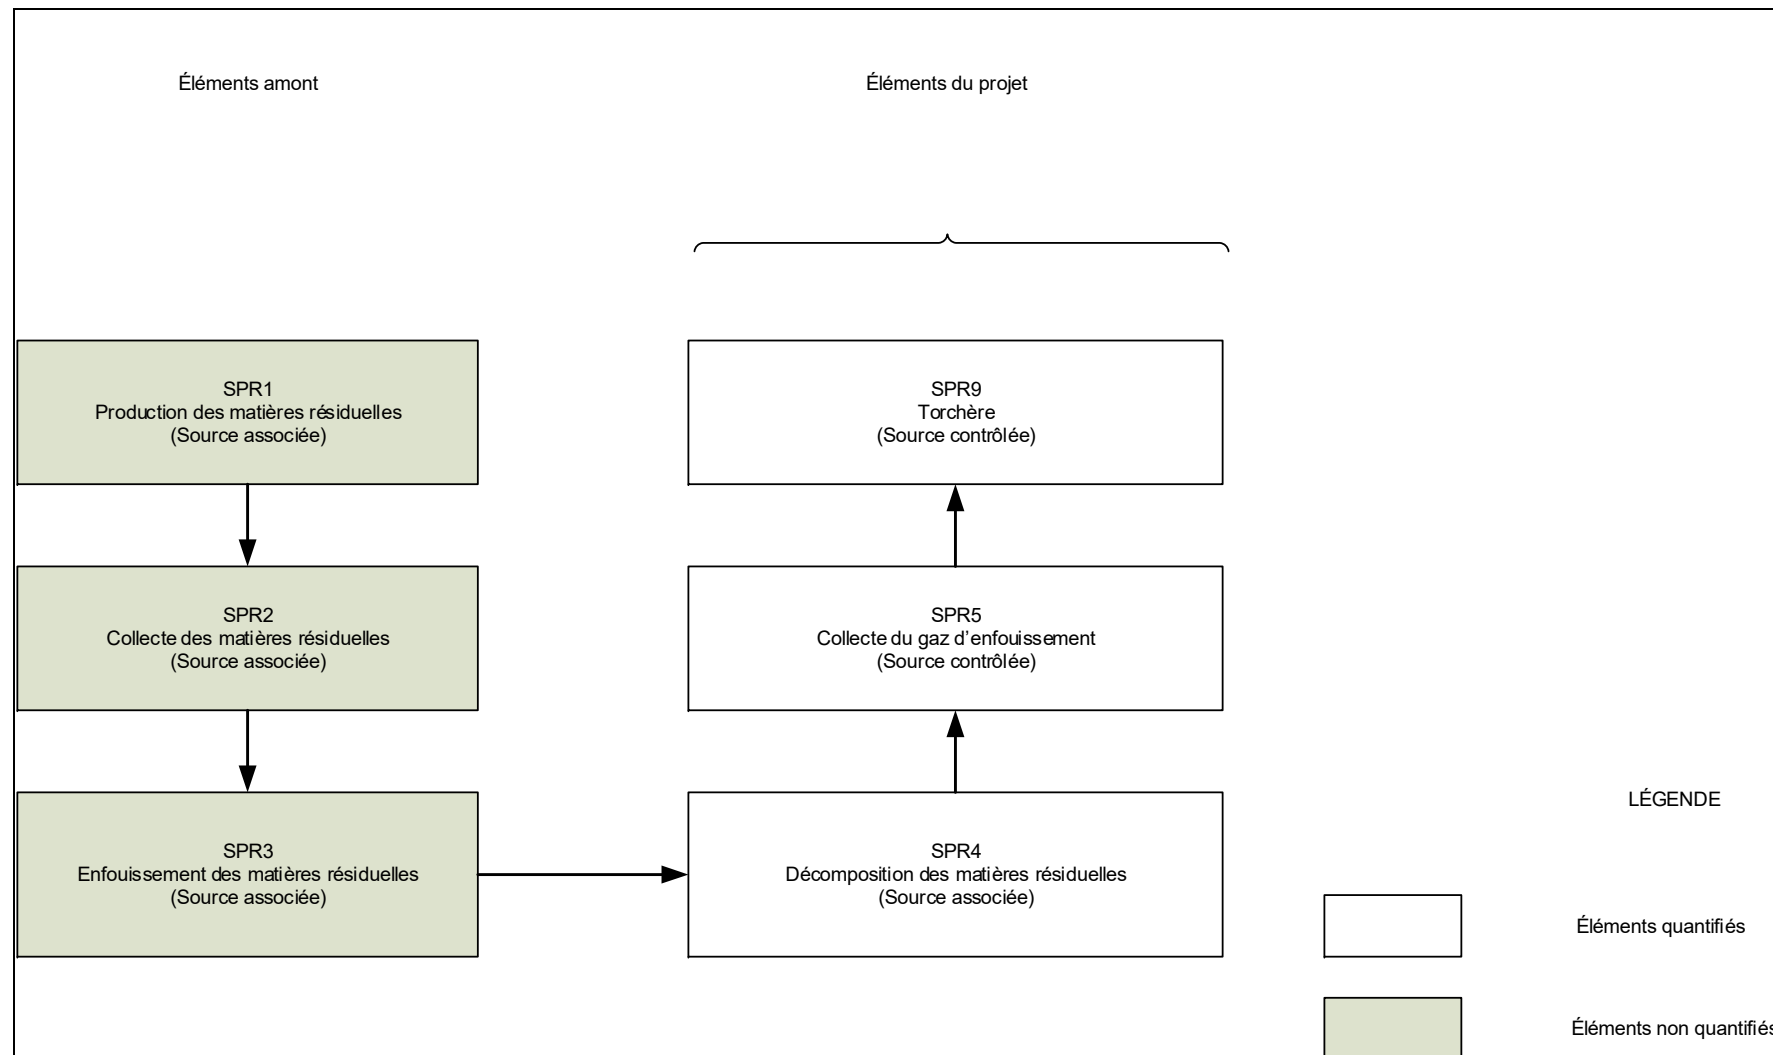 Éléments amont
Éléments du projet
SPR1
Production des matières résiduelles
(Source associée)
SPR2
Collecte des matières résiduelles
(Source associée)
SPR3
Enfouissement des matières résiduelles
(Source associée)
SPR9
Torchère
(Source contrôlée)
SPR5
Collecte du gaz d’enfouissement
(Source contrôlée)
SPR4
Décomposition des matières résiduelles
(Source associée)
LÉGENDE
Éléments quantifiés
Éléments non quantifiés